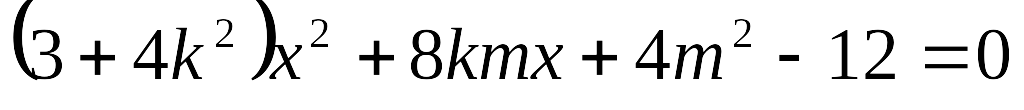 (3 + 4k²)x² + 8kmx + 4m² - 12 = 0